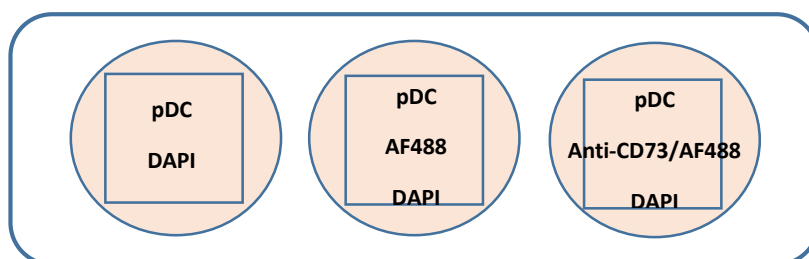 pDC
DAPI
pDC
AF488
DAPI
pDC
Anti-CD73/AF488
DAPI